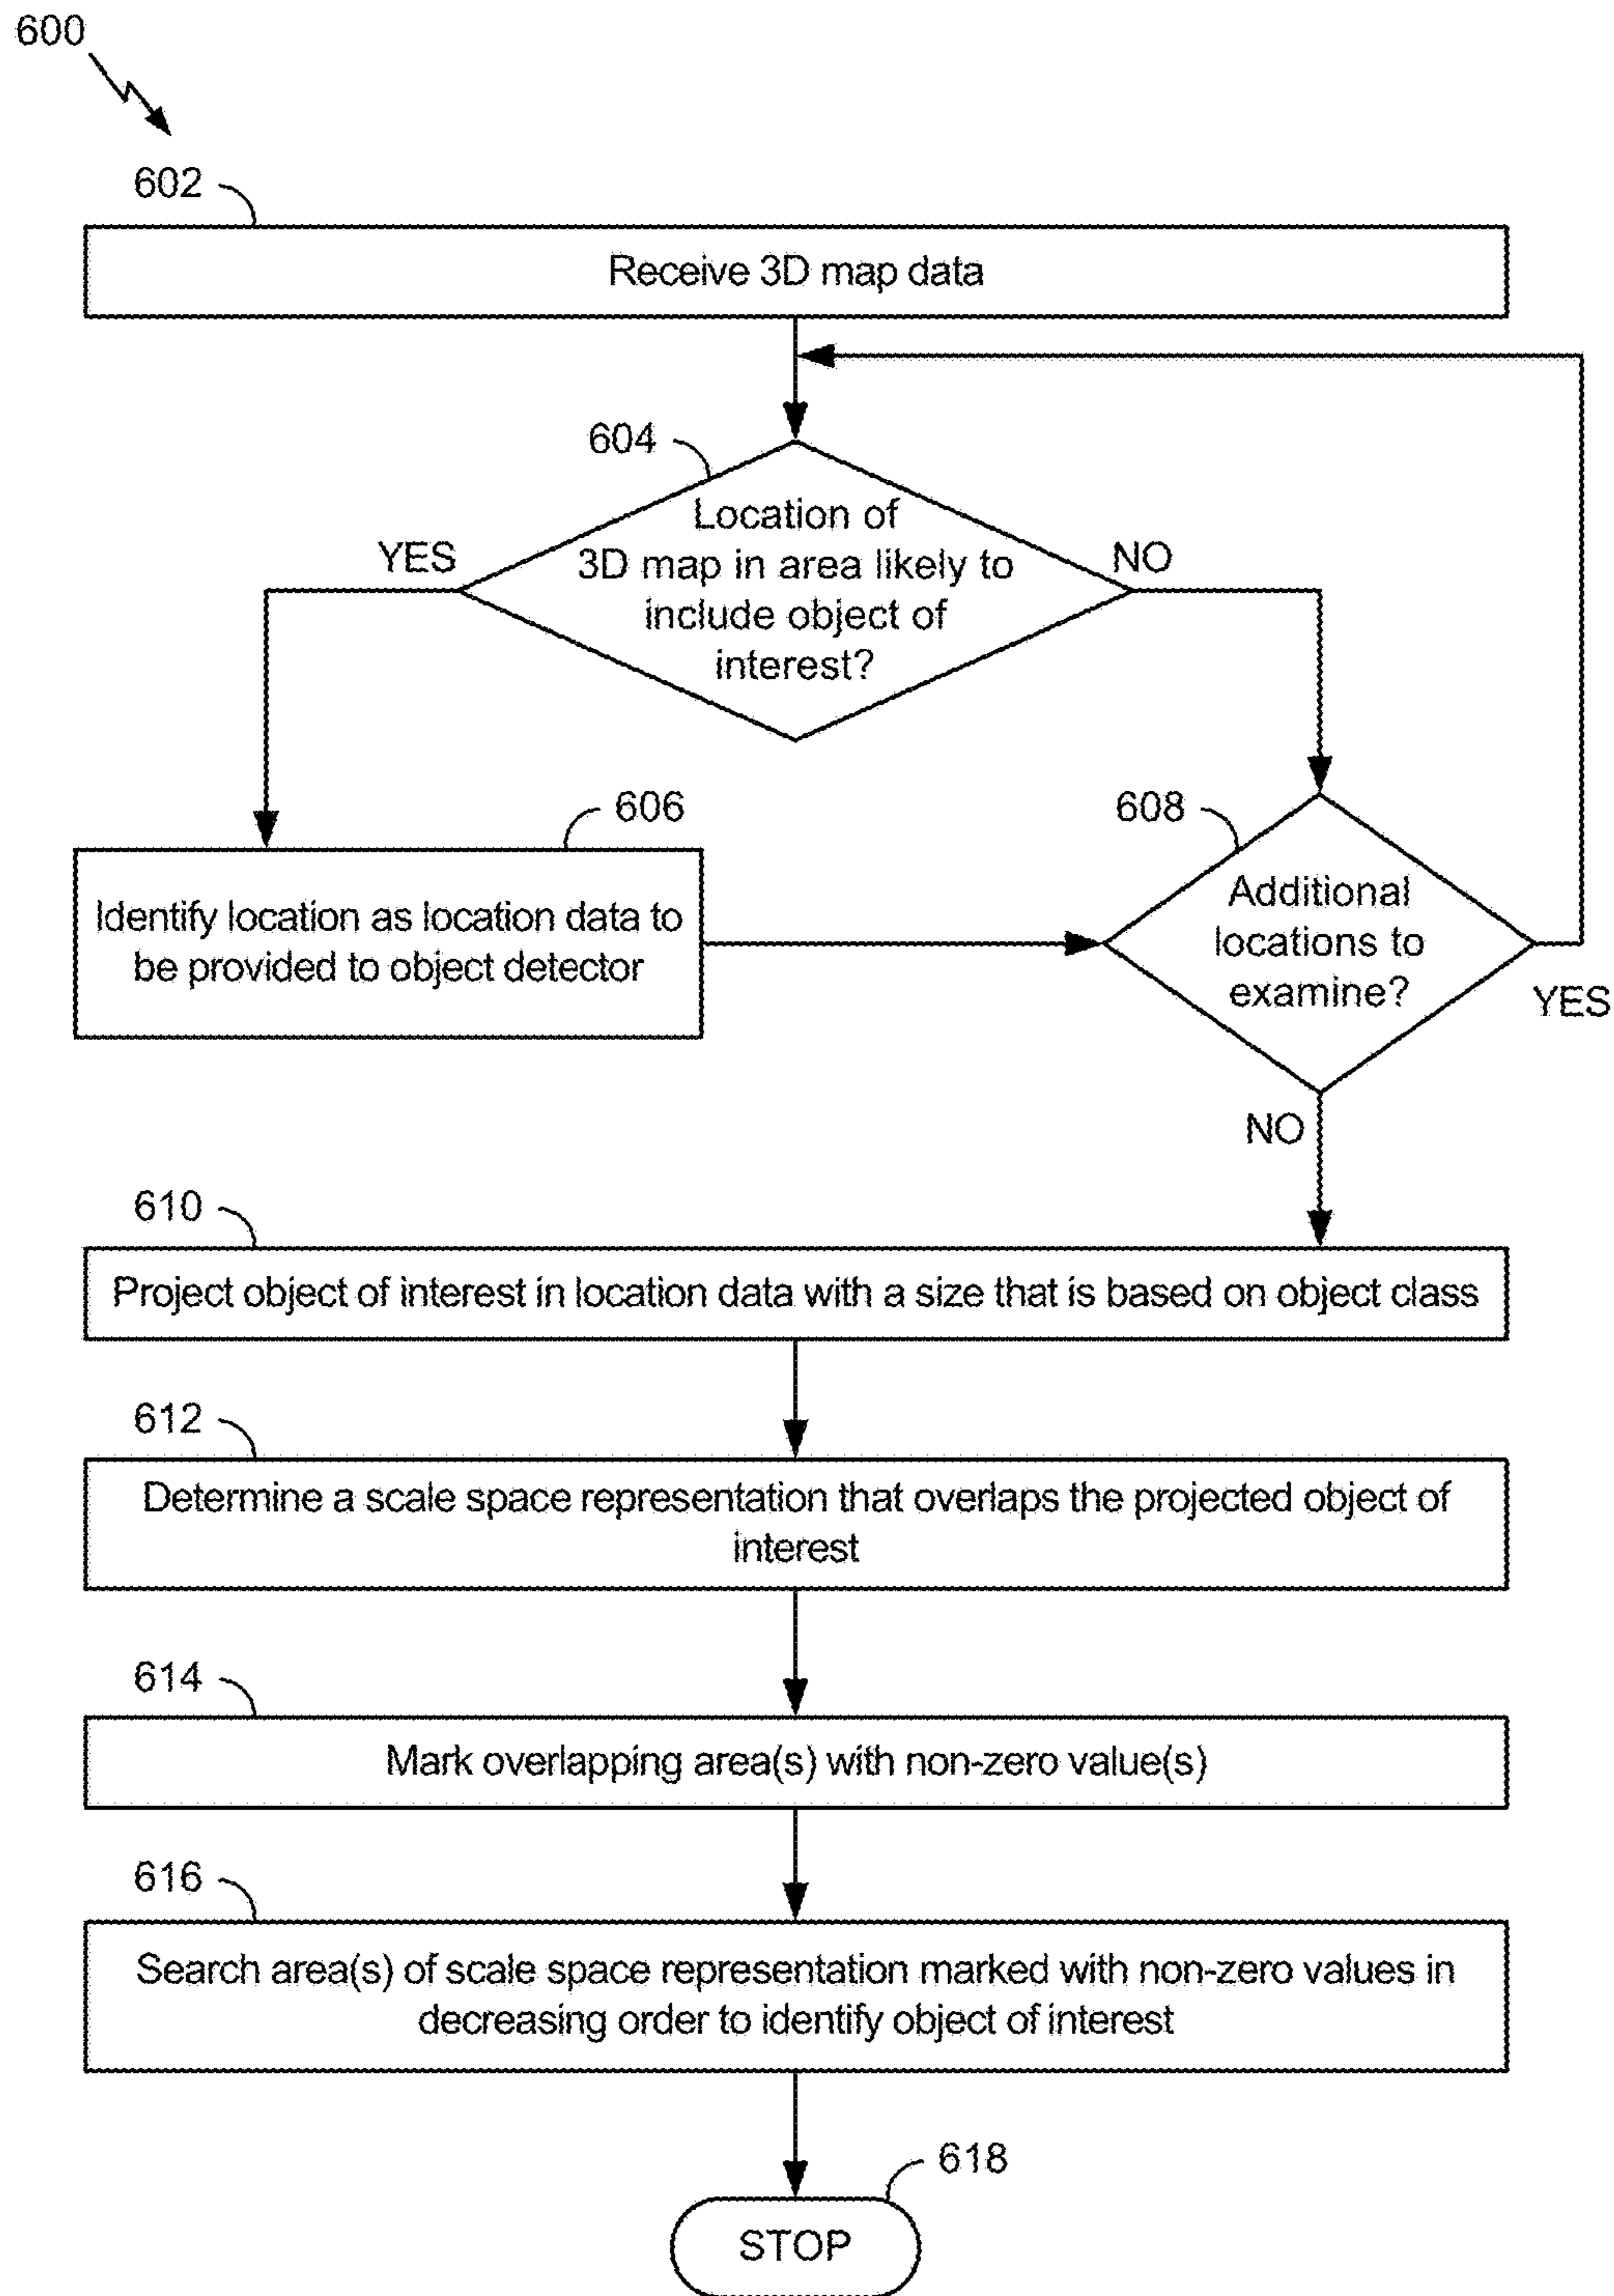 600
602
Receive 3D map data
604
Location of
3D map in area likely to
include object of
interest?
YES
NO
606
Identify location as location data to
be provided to object detector
608
Additional
locations to
examine?
YES
NO
610
Project object of interest in location data with a size that is based on object class
612
Determine a scale space representation that overlaps the projected object of
interest
614
Mark overlapping area(s) with non-zero value(s)
616
Search area(s) of scale space representation marked with non-zero values in
decreasing order to identify object of interest
618
STOP